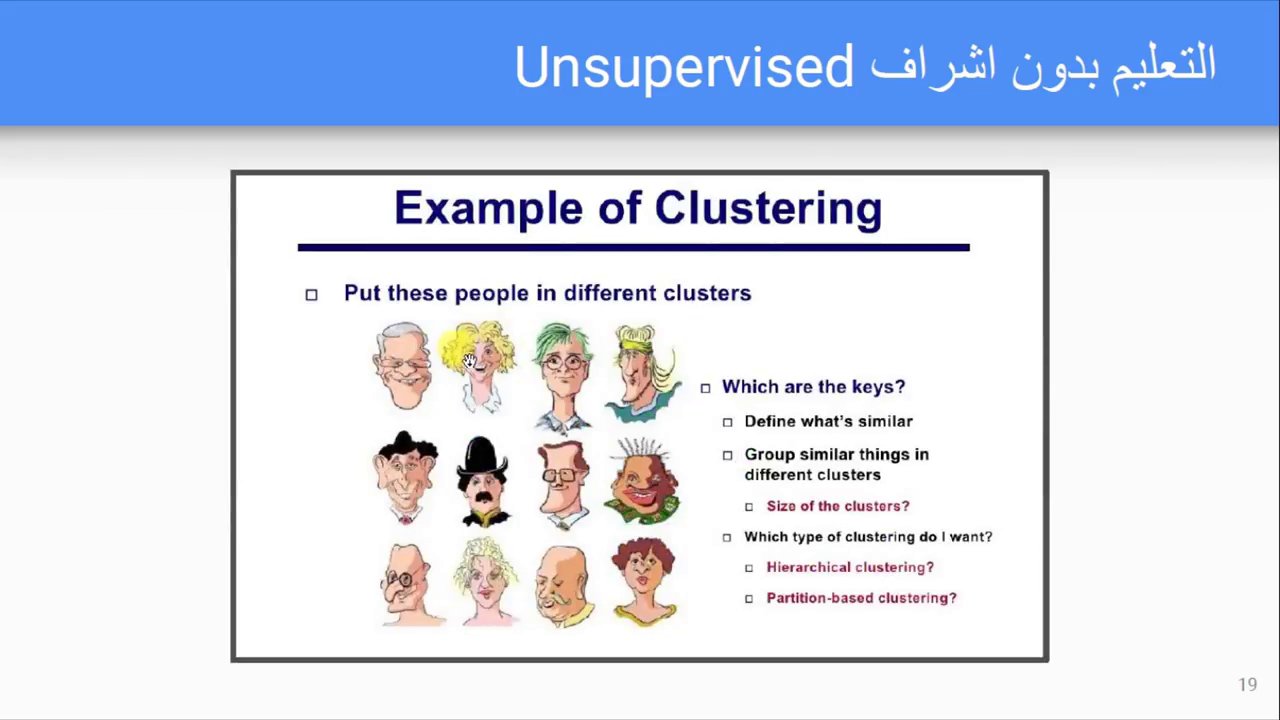 التعليم بدون اشراف Unsupervised
Example of Clustering
Put these people in different clusters
Which are the keys?
Define what's similar
Group similar things in
different clusters
Size of the clusters?
Which type of clustering do I want?
Hierarchical clustering?
Partition-based clustering?
19